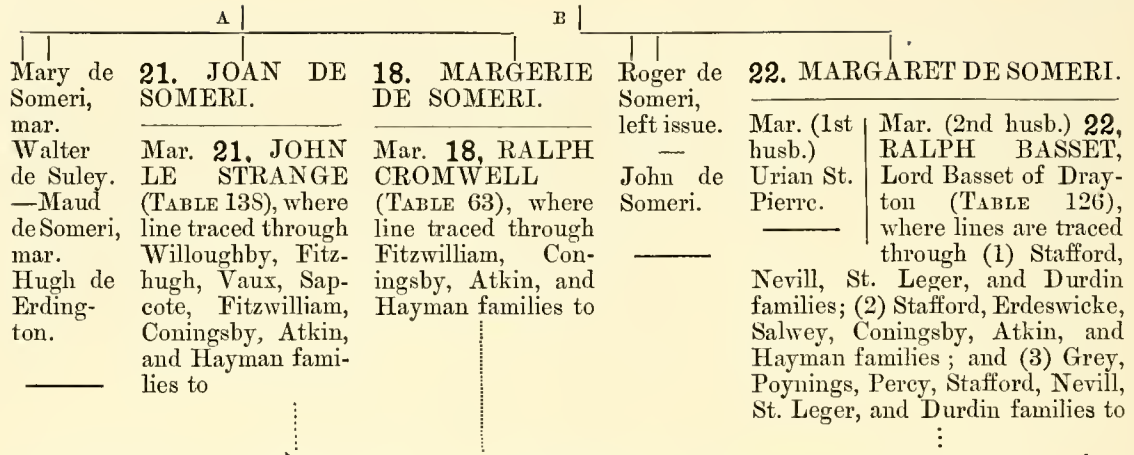 A B
Mary de
Someri,
mar.
Walter
de Suley.
—Maud
de Someri,
mar.
Hugh de
Erding-
ton.
21. JOAN DE
SOMERI.
Mar. 21, JOHN
LE STRANGE
(TABLE 138), where
line traced through
Willoughby, Fitz-
hugh, Vaux, Sap-
cote, Fitzwilliam,
Coningsby, Atkin,
and Hayman fami-
lies to
18. MARGERIE
DE SOMERI.
Mar. 18, RALPH
CROMWELL
(TABLE 63), where
line traced through
Fitzwilliam, Con-
ingsby, Atkin, and
Hayman families to
Roger de
Someri,
left issue.
—
John de
Someri.
22. MARGARET DE SOMERI.
Mar. (1st
husb.)
Urian St.
Pierre.
Mar. (2nd husb.) 22,
RALPH BASSET,
Lord Basset of Dray-
ton (TABLE 126),
where lines are traced
through (1) Stafford,
Nevill, St. Leger, and Durdin
families; (2) Stafford, Erdeswicke,
Salwey, Coningsby, Atkin, and
Hayman families; and (3) Grey,
Poynings, Percy, Stafford, Nevill,
St. Leger, and Durdin families to